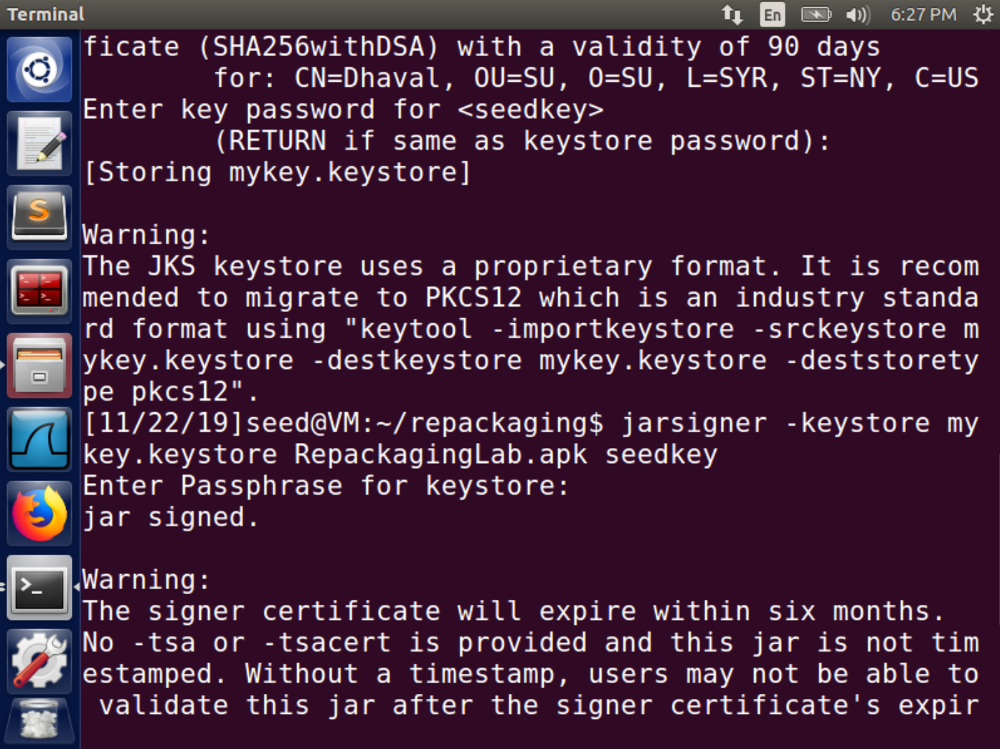 Terminal En 6:27 PM
ficate (SHA256withDSA) with a validity of 90 days
        for: CN=Dhaval, OU=SU, O=SU, L=SYR, ST=NY, C=US
Enter key password for <seedkey>
        (RETURN if same as keystore password):
[Storing mykey.keystore]
Warning:
The JKS keystore uses a proprietary format. It is recom
mended to migrate to PKCS12 which is an industry standa
rd format using "keytool -importkeystore -srckeystore m
ykey.keystore -destkeystore mykey.keystore -deststorety
pe pkcs12".
[11/22/19]seed@VM:~/repackaging$ jarsigner -keystore my
key.keystore RepackagingLab.apk seedkey
Enter Passphrase for keystore:
jar signed.
Warning:
The signer certificate will expire within six months.
No -tsa or -tsacert is provided and this jar is not tim
estamped. Without a timestamp, users may not be able to
 validate this jar after the signer certificate's expir